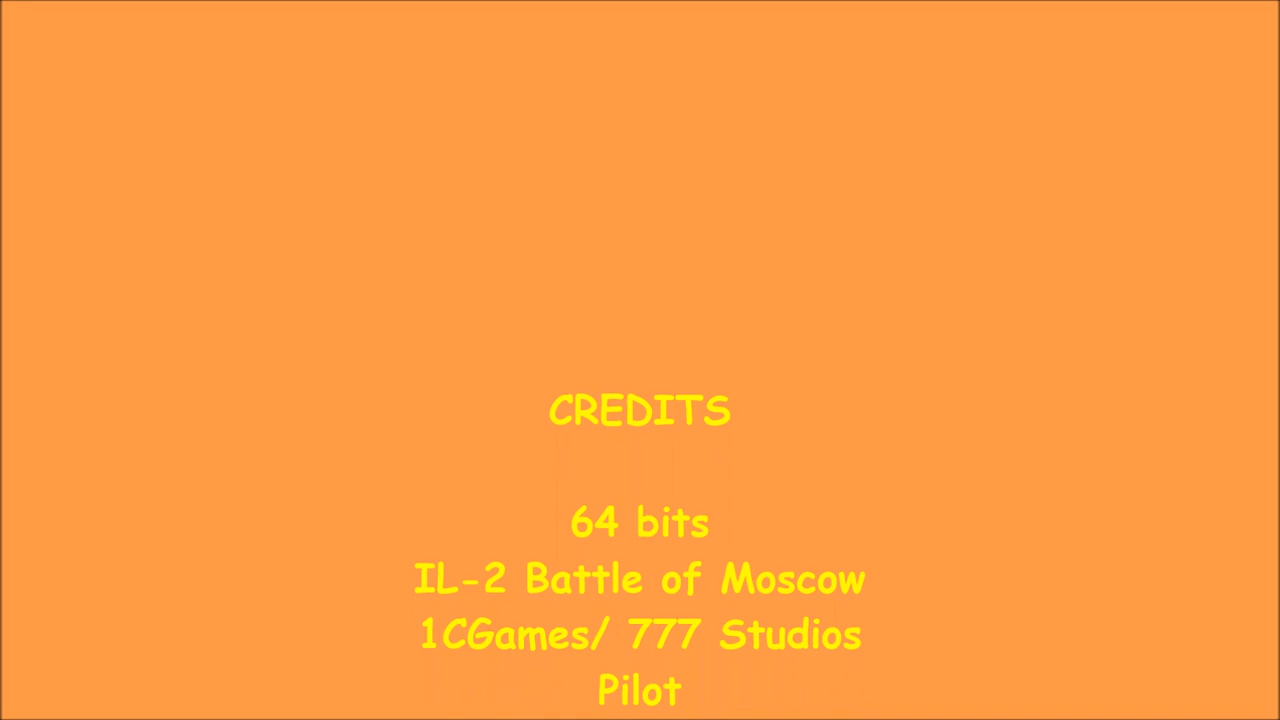 CREDITS
64 bits
IL-2 Battle of Moscow
1CGames/ 777 Studios
Pilot